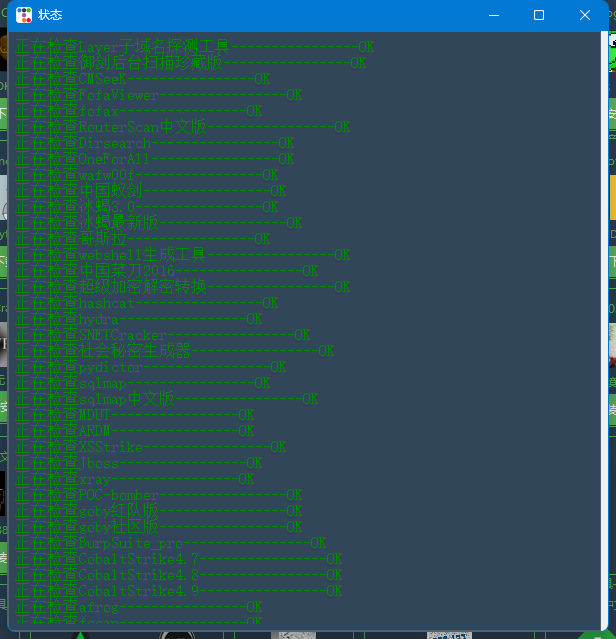 状态
正在检查Layer子域名探测工具----------------OK
正在检查御剑后台扫描珍藏版----------------OK
正在检查CMSeek----------------OK
正在检查FofaViewer----------------OK
正在检查fofax----------------OK
正在检查RouterScan中文版----------------OK
正在检查Dirsearch----------------OK
正在检查OneForAll----------------OK
正在检查wafw00f----------------OK
正在检查中国蚁剑----------------OK
正在检查冰蝎3.0----------------OK
正在检查冰蝎最新版----------------OK
正在检查哥斯拉----------------OK
正在检查webshell生成工具----------------OK
正在检查中国菜刀2016----------------OK
正在检查超级加密解密转换----------------OK
正在检查hashcat----------------OK
正在检查hydra----------------OK
正在检查SNETCracker----------------OK
正在检查社会秘密生成器----------------OK
正在检查pydictor----------------OK
正在检查sqlmap----------------OK
正在检查sqlmap中文版----------------OK
正在检查MDUT----------------OK
正在检查----------------OK
正在检查XSStrike----------------OK
正在检查Jboss----------------OK
正在检查xray----------------OK
正在检查POC-bomber----------------OK
正在检查goby红队版----------------OK
正在检查goby社区版----------------OK
正在检查BurpSuite_pro----------------OK
正在检查CobaltStrike4.7----------------OK
正在检查CobaltStrike4.8----------------OK
正在检查CobaltStrike4.9----------------OK
正在检查afrog----------------OK
正在检查fscan----------------OK